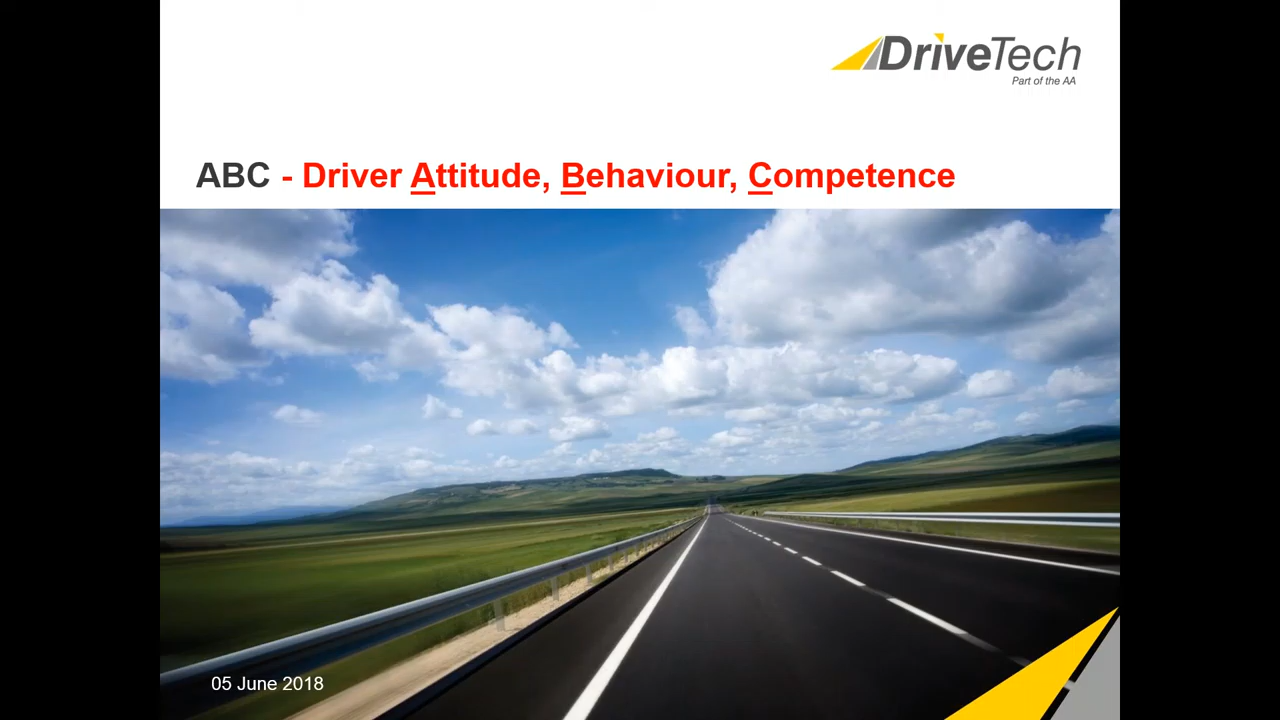 DriveTech
Part of the AA
ABC - Driver Attitude, Behaviour, Competence
05 June 2018